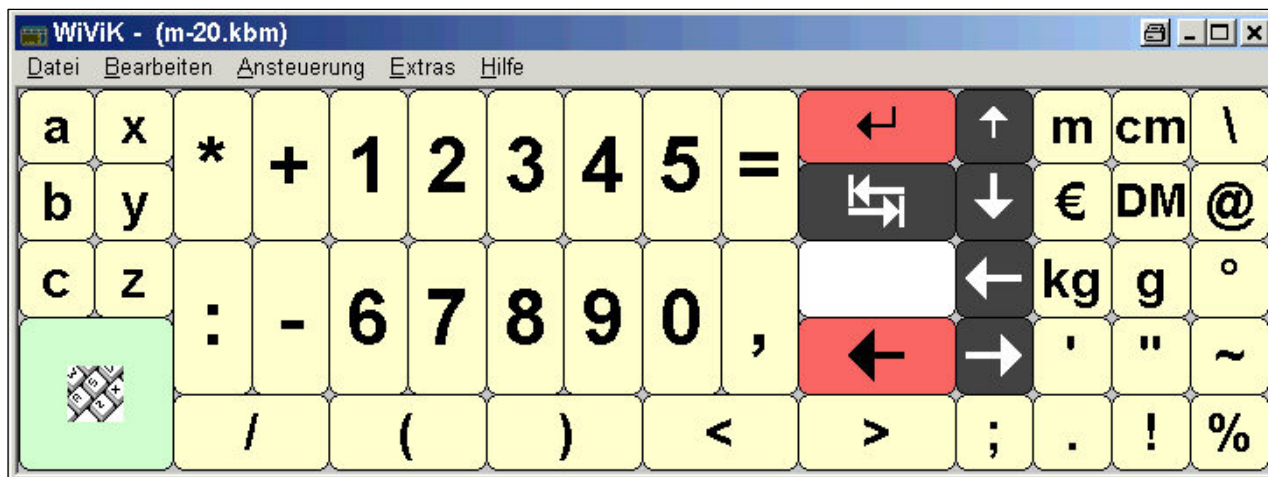 WiViK - (m-20.kbm)
Datei Bearbeiten Ansteuerung Extras Hilfe
a x * + 1 2 3 4 5 = ↵ ↑ m cm \
b y ↹ ↓ € DM @
c z : - 6 7 8 9 0 , ← kg g °
← → ' " ~
/ ( ) < > ; . ! %